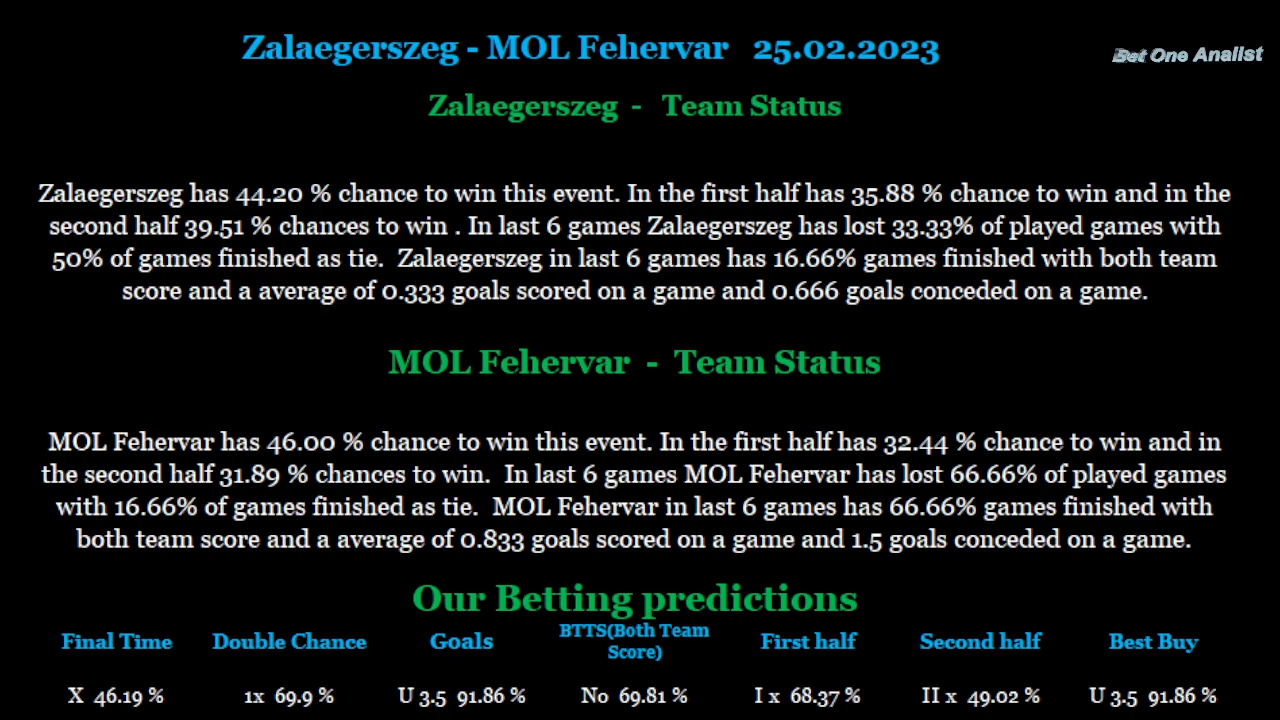 Zalaegerszeg - MOL Fehervar 25.02.2023
Bet One Analist
Zalaegerszeg - Team Status
Zalaegerszeg has 44.20 % chance to win this event. In the first half has 35.88 % chance to win and in the
second half 39.51 % chances to win . In last 6 games Zalaegerszeg has lost 33.33% of played games with
50% of games finished as tie. Zalaegerszeg in last 6 games has 16.66% games finished with both team
score and a average of 0.333 goals scored on a game and 0.666 goals conceded on a game.
MOL Fehervar - Team Status
MOL Fehervar has 46.00 % chance to win this event. In the first half has 32.44 % chance to win and in
the second half 31.89 % chances to win. In last 6 games MOL Fehervar has lost 66.66% of played games
with 16.66% of games finished as tie. MOL Fehervar in last 6 games has 66.66% games finished with
both team score and a average of 0.833 goals scored on a game and 1.5 goals conceded on a game.
Our Betting predictions
Final Time Double Chance Goals BTTS(Both Team Score) First half Second half Best Buy
X 46.19 % 1x 69.9 % U 3.5 91.86 % No 69.81 % I x 68.37 % II x 49.02 % U 3.5 91.86 %